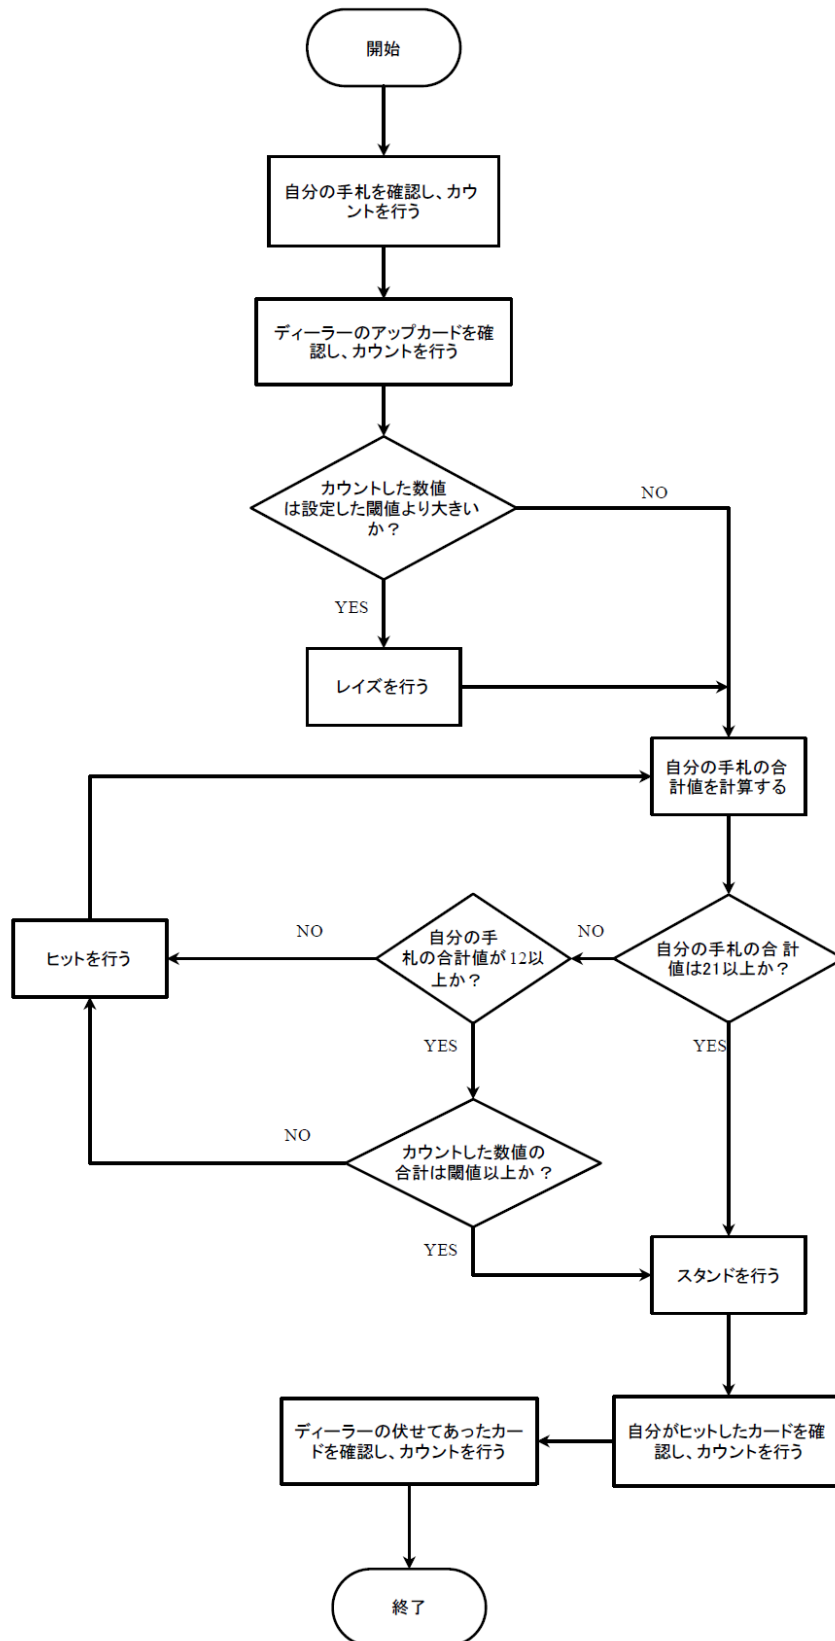 開始
自分の手札を確認し、カウ
ントを行う
ディーラーのアップカードを確
認し、カウントを行う
カウントした数値
は設定した閾値より大きい
か？
NO
YES
レイズを行う
自分の手札の合
計値を計算する
自分の手札の合 計
値は21以上か？
NO
YES
自分の手
札の合計値が12以
上か？
NO
YES
ヒットを行う
カウントした数値の
合計は閾値以上か？
NO
YES
スタンドを行う
自分がヒットしたカードを確
認し、カウントを行う
ディーラーの伏せてあったカー
ドを確認し、カウントを行う
終了